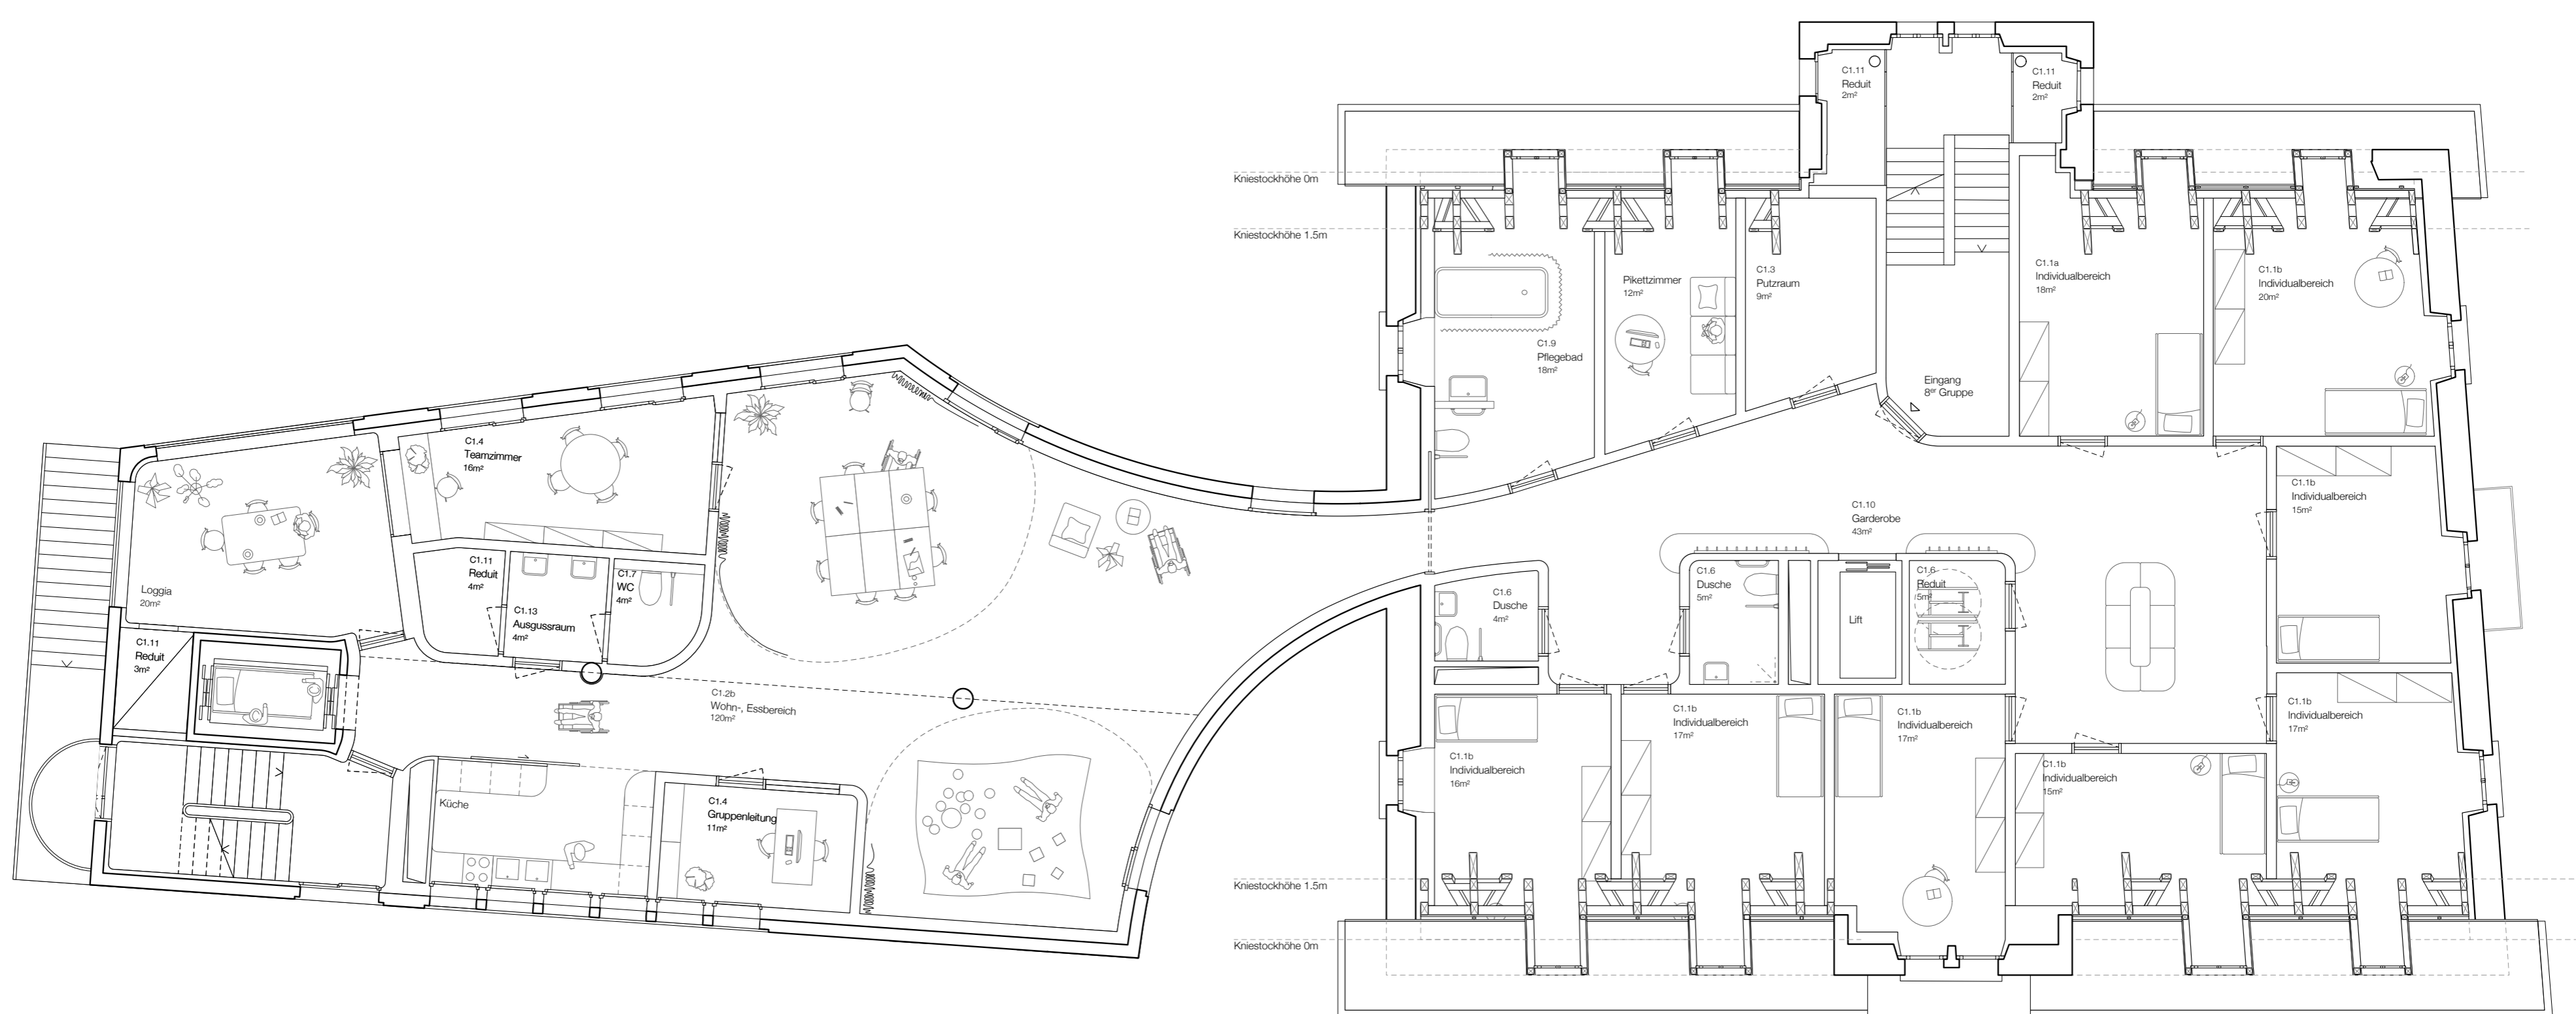 C1.11
Reduit
2m²
C1.11
Reduit
2m²
Kniestockhöhe 0m
Kniestockhöhe 1.5m
C1.9
Pflegebad
18m²
Pikettzimmer
12m²
C1.3
Putzraum
9m²
Eingang
8er Gruppe
C1.1a
Individualbereich
18m²
C1.1b
Individualbereich
20m²
C1.4
Teamzimmer
16m²
Loggia
20m²
C1.11
Reduit
4m²
C1.13
Ausgussraum
4m²
C1.7
WC
4m²
C1.11
Reduit
3m²
C1.2b
Wohn-, Essbereich
120m²
Küche
C1.4
Gruppenleitung
11m²
C1.10
Garderobe
43m²
C1.1b
Individualbereich
15m²
C1.6
Dusche
4m²
C1.6
Dusche
5m²
Lift
C1.6
Reduit
5m²
C1.1b
Individualbereich
16m²
C1.1b
Individualbereich
17m²
C1.1b
Individualbereich
17m²
C1.1b
Individualbereich
15m²
C1.1b
Individualbereich
17m²
Kniestockhöhe 1.5m
Kniestockhöhe 0m